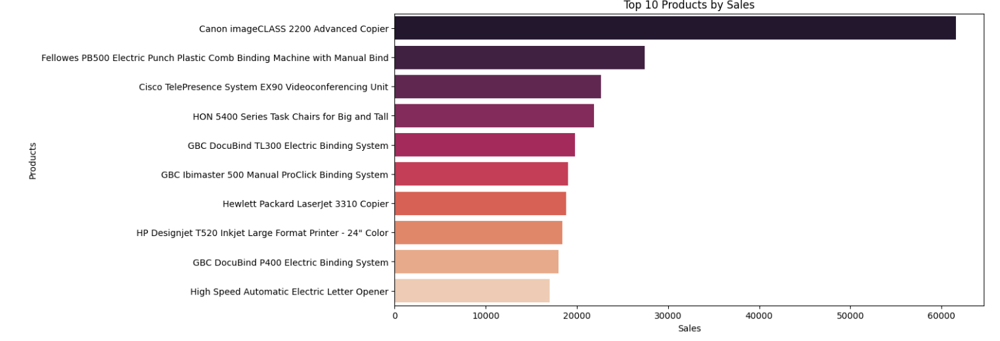 Top 10 Products by Sales
Canon imageCLASS 2200 Advanced Copier
Fellowes PB500 Electric Punch Plastic Comb Binding Machine with Manual Bind
Cisco TelePresence System EX90 Videoconferencing Unit
HON 5400 Series Task Chairs for Big and Tall
GBC DocuBind TL300 Electric Binding System
Products
GBC Ibimaster 500 Manual ProClick Binding System
Hewlett Packard LaserJet 3310 Copier
HP Designjet T520 Inkjet Large Format Printer - 24" Color
GBC DocuBind P400 Electric Binding System
High Speed Automatic Electric Letter Opener
0 10000 20000 30000 40000 50000 60000
Sales